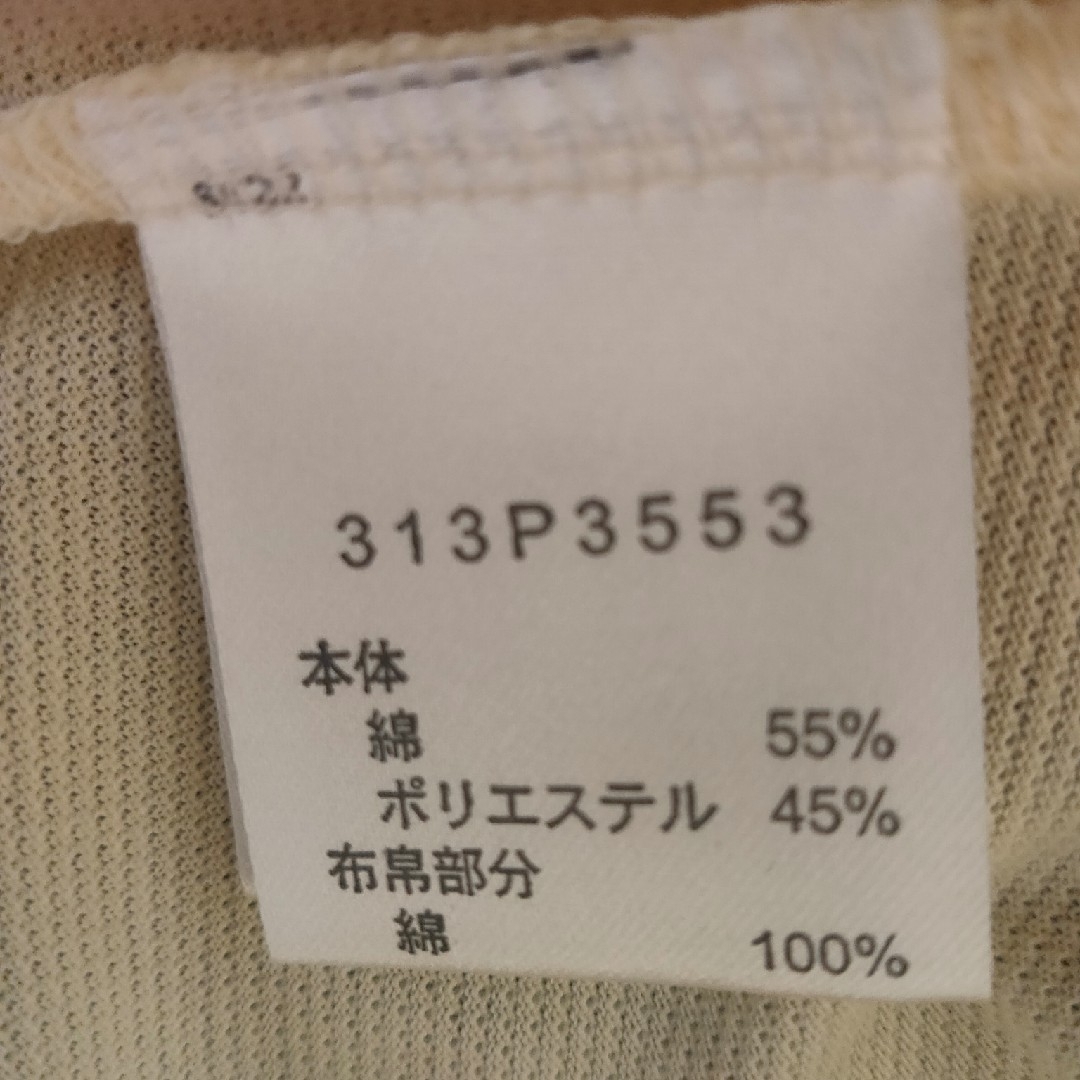 313P3553
本体
綿 55%
ポリエステル 45%
布帛部分
綿 100%